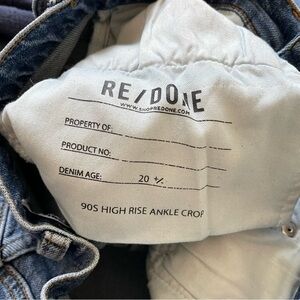 RE/DONE
WWW.SHOPREDONE.COM
PROPERTY OF:
PRODUCT NO:
DENIM AGE: 20 +/-
90S HIGH RISE ANKLE CROP